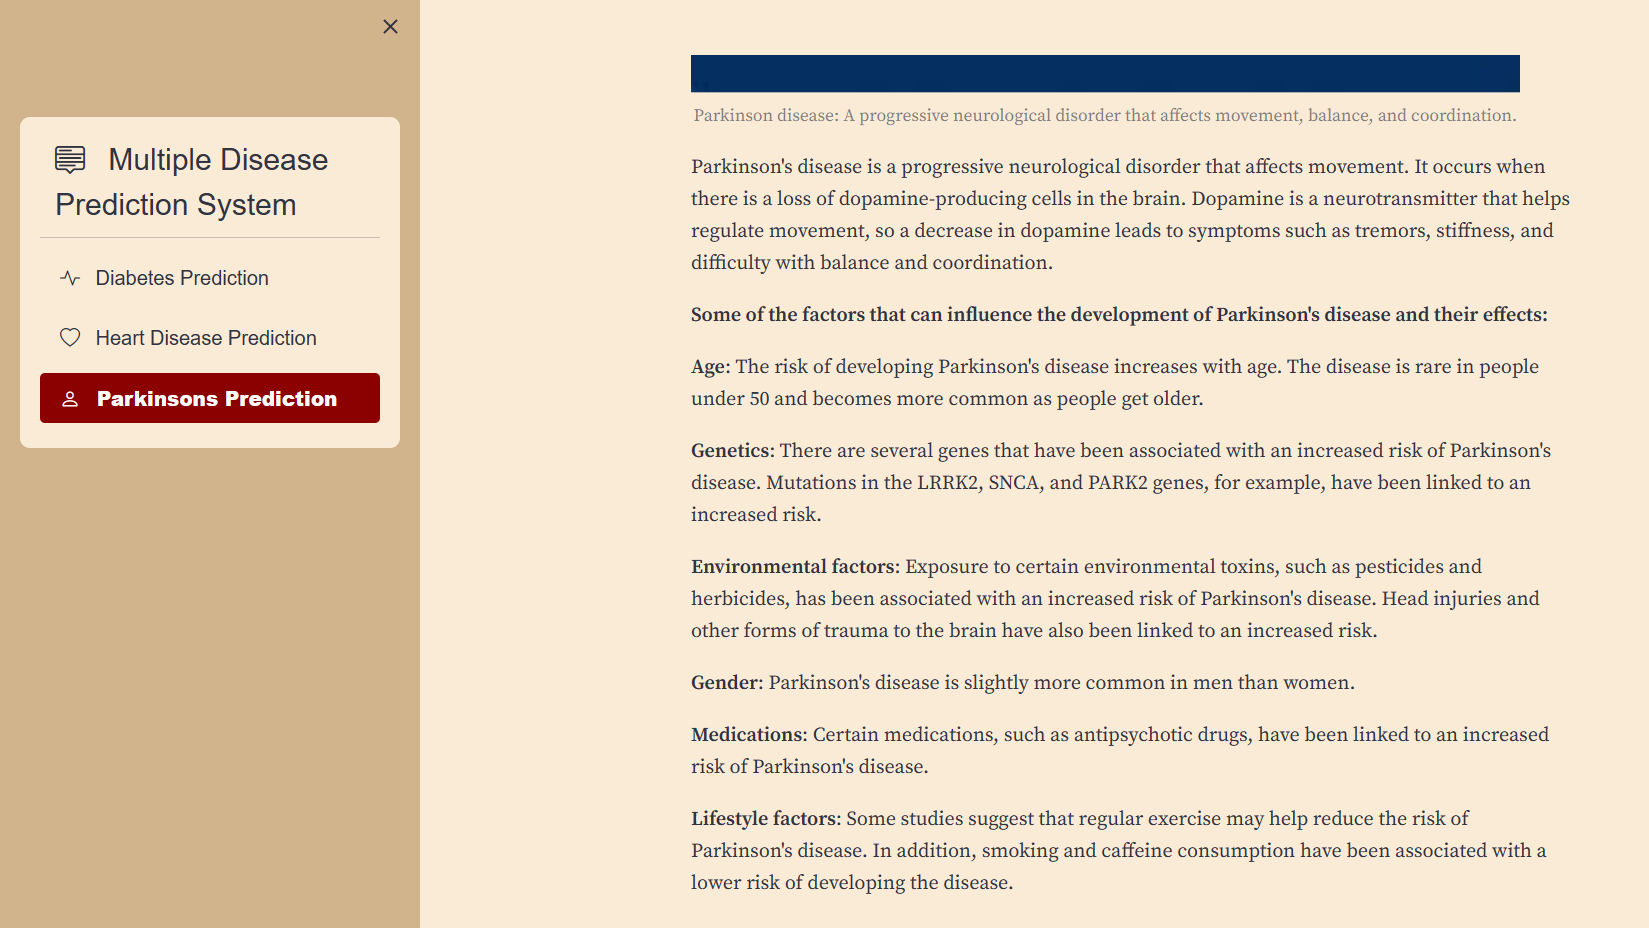 Multiple Disease
Prediction System
Diabetes Prediction
Heart Disease Prediction
Parkinsons Prediction
Parkinson disease: A progressive neurological disorder that affects movement, balance, and coordination.
Parkinson's disease is a progressive neurological disorder that affects movement. It occurs when
there is a loss of dopamine-producing cells in the brain. Dopamine is a neurotransmitter that helps
regulate movement, so a decrease in dopamine leads to symptoms such as tremors, stiffness, and
difficulty with balance and coordination.
Some of the factors that can influence the development of Parkinson's disease and their effects:
Age: The risk of developing Parkinson's disease increases with age. The disease is rare in people
under 50 and becomes more common as people get older.
Genetics: There are several genes that have been associated with an increased risk of Parkinson's
disease. Mutations in the LRRK2, SNCA, and PARK2 genes, for example, have been linked to an
increased risk.
Environmental factors: Exposure to certain environmental toxins, such as pesticides and
herbicides, has been associated with an increased risk of Parkinson's disease. Head injuries and
other forms of trauma to the brain have also been linked to an increased risk.
Gender: Parkinson's disease is slightly more common in men than women.
Medications: Certain medications, such as antipsychotic drugs, have been linked to an increased
risk of Parkinson's disease.
Lifestyle factors: Some studies suggest that regular exercise may help reduce the risk of
Parkinson's disease. In addition, smoking and caffeine consumption have been associated with a
lower risk of developing the disease.